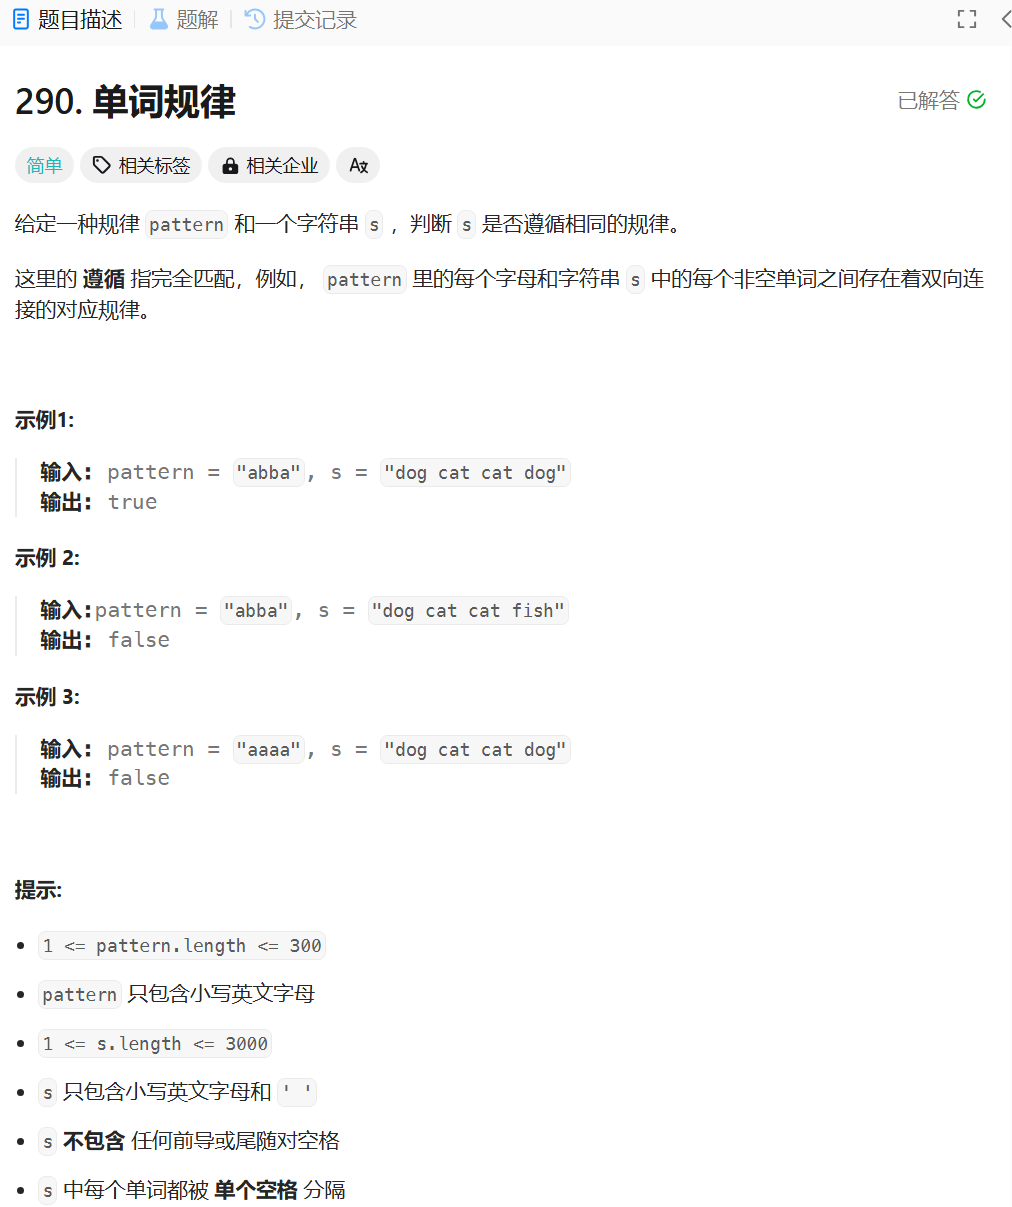 题目描述 题解 提交记录
290. 单词规律
已解答
简单 相关标签 相关企业
给定一种规律 pattern 和一个字符串 s ，判断 s 是否遵循相同的规律。
这里的 遵循 指完全匹配，例如， pattern 里的每个字母和字符串 s 中的每个非空单词之间存在着双向连
接的对应规律。
示例1:
输入: pattern = "abba", s = "dog cat cat dog"
输出: true
示例 2:
输入:pattern = "abba", s = "dog cat cat fish"
输出: false
示例 3:
输入: pattern = "aaaa", s = "dog cat cat dog"
输出: false
提示:
1 <= pattern.length <= 300
pattern 只包含小写英文字母
1 <= s.length <= 3000
s 只包含小写英文字母和 ' '
s 不包含 任何前导或尾随对空格
s 中每个单词都被 单个空格 分隔